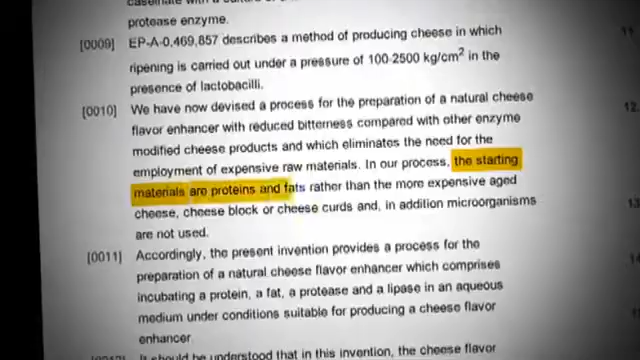 caseinate with a culture of
protease enzyme.
[0009] EP-A-0,469,857 describes a method of producing cheese in which
ripening is carried out under a pressure of 100-2500 kg/cm2 in the
presence of lactobacilli.
[0010] We have now devised a process for the preparation of a natural cheese
flavor enhancer with reduced bitterness compared with other enzyme
modified cheese products and which eliminates the need for the
employment of expensive raw materials. In our process, the starting
materials are proteins and fats rather than the more expensive aged
cheese, cheese block or cheese curds and, in addition microorganisms
are not used.
[0011] Accordingly, the present invention provides a process for the
preparation of a natural cheese flavor enhancer which comprises
incubating a protein, a fat, a protease and a lipase in an aqueous
medium under conditions suitable for producing a cheese flavor
enhancer.
It should be understood that in this invention, the cheese flavor